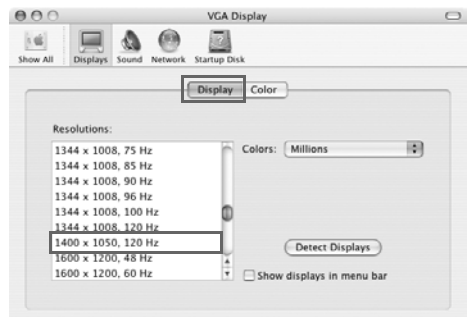 VGA Display
Show All Displays Sound Network Startup Disk
Display Color
Resolutions:
1344 x 1008, 75 Hz
1344 x 1008, 85 Hz
1344 x 1008, 90 Hz
1344 x 1008, 96 Hz
1344 x 1008, 100 Hz
1344 x 1008, 120 Hz
1400 x 1050, 120 Hz
1600 x 1200, 48 Hz
1600 x 1200, 60 Hz
Colors: Millions
Detect Displays
Show displays in menu bar